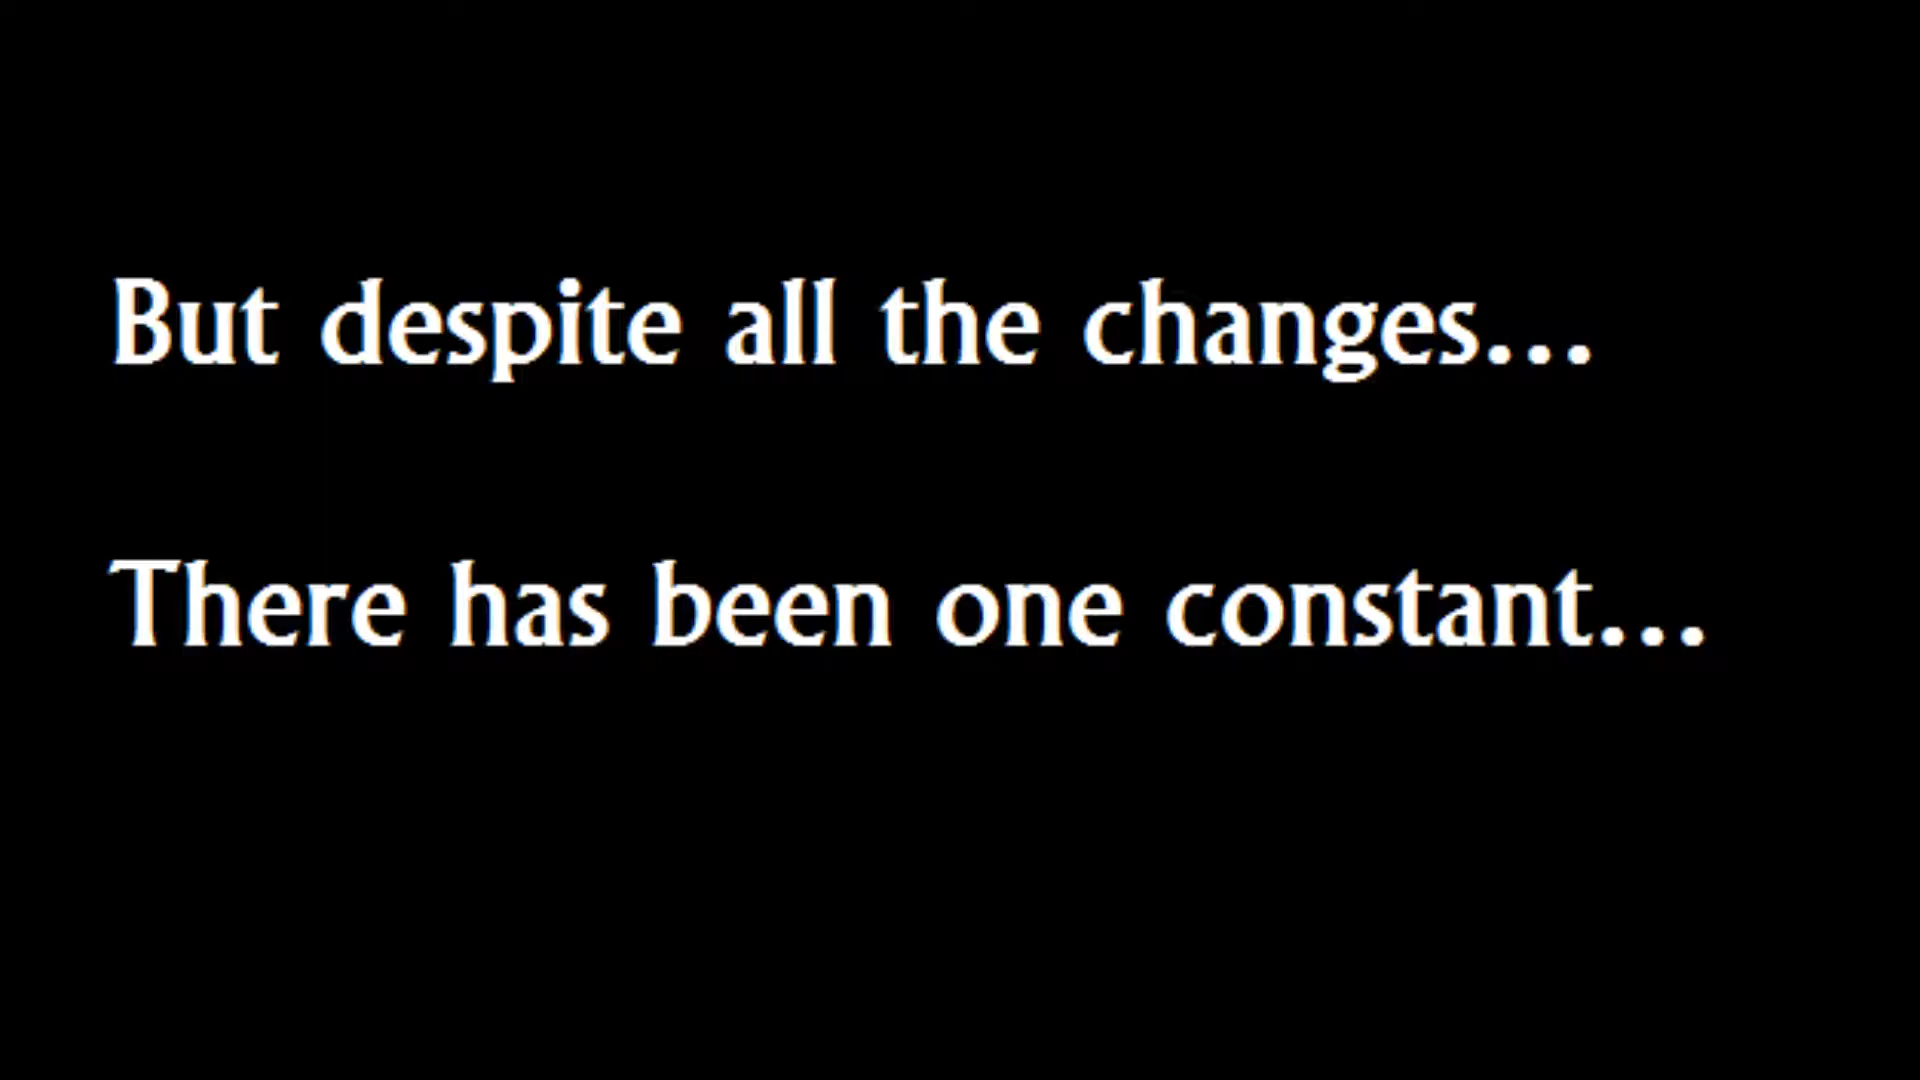 But despite all the changes...
There has been one constant...